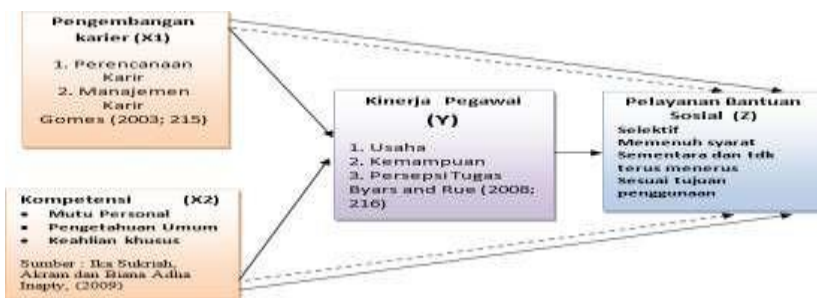 Pengembangan
karier (X1)
1. Perencanaan
Karir
2. Manajemen
Karir
Gomes (2003; 215)
Kompetensi (X2)
• Mutu Personal
• Pengetahuan Umum
• Keahlian khusus
Sumber : Ika Sukriah,
Akram dan Biana Adha
Inapty, (2009)
Kinerja Pegawai
(Y)
1. Usaha
2. Kemampuan
3. Persepsi Tugas
Byars and Rue (2008;
216)
Pelayanan Bantuan
Sosial (Z)
Selektif
Memenuh syarat
Sementara dan tdk
terus menerus
Sesuai tujuan
penggunaan